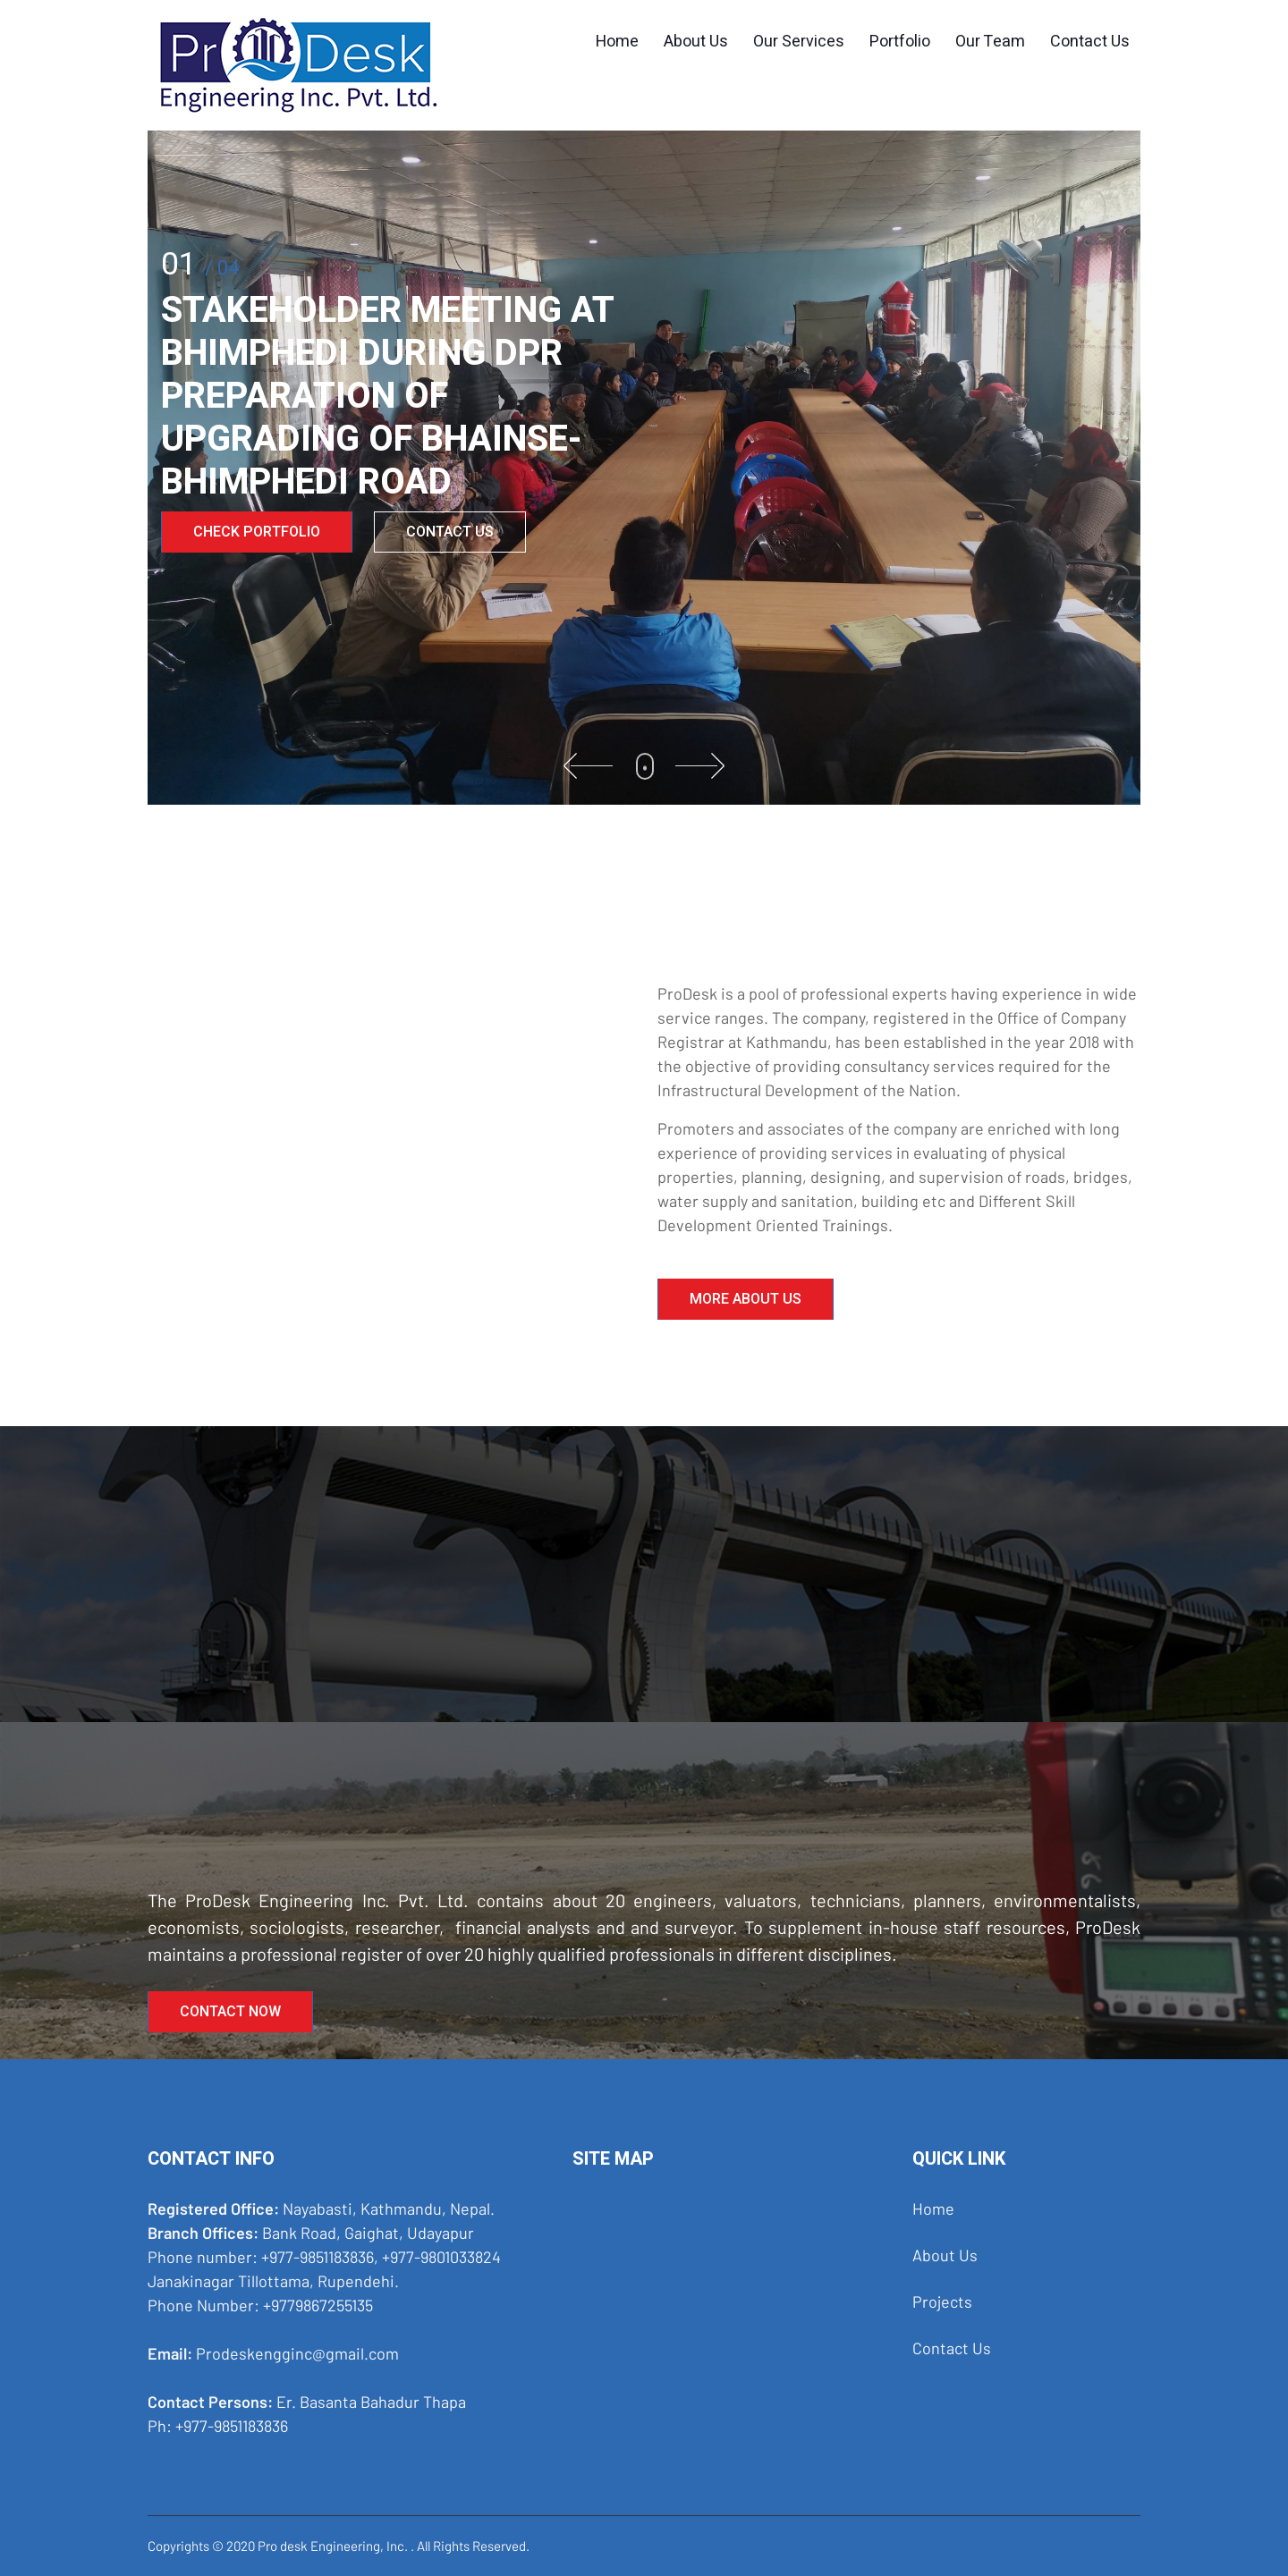 ProDesk
Engineering Inc. Pvt. Ltd.
Home About Us Our Services Portfolio Our Team Contact Us
01 / 04
STAKEHOLDER MEETING AT
BHIMPHEDI DURING DPR
PREPARATION OF
UPGRADING OF BHAINSE-
BHIMPHEDI ROAD
CHECK PORTFOLIO CONTACT US
ProDesk is a pool of professional experts having experience in wide
service ranges. The company, registered in the Office of Company
Registrar at Kathmandu, has been established in the year 2018 with
the objective of providing consultancy services required for the
Infrastructural Development of the Nation.
Promoters and associates of the company are enriched with long
experience of providing services in evaluating of physical
properties, planning, designing, and supervision of roads, bridges,
water supply and sanitation, building etc and Different Skill
Development Oriented Trainings.
MORE ABOUT US
The ProDesk Engineering Inc. Pvt. Ltd. contains about 20 engineers, valuators, technicians, planners, environmentalists,
economists, sociologists, researcher, financial analysts and and surveyor. To supplement in-house staff resources, ProDesk
maintains a professional register of over 20 highly qualified professionals in different disciplines.
CONTACT NOW
CONTACT INFO
Registered Office: Nayabasti, Kathmandu, Nepal.
Branch Offices: Bank Road, Gaighat, Udayapur
Phone number: +977-9851183836, +977-9801033824
Janakinagar Tillottama, Rupendehi.
Phone Number: +9779867255135
Email: Prodeskengginc@gmail.com
Contact Persons: Er. Basanta Bahadur Thapa
Ph: +977-9851183836
SITE MAP
QUICK LINK
Home
About Us
Projects
Contact Us
Copyrights © 2020 Pro desk Engineering, Inc. . All Rights Reserved.